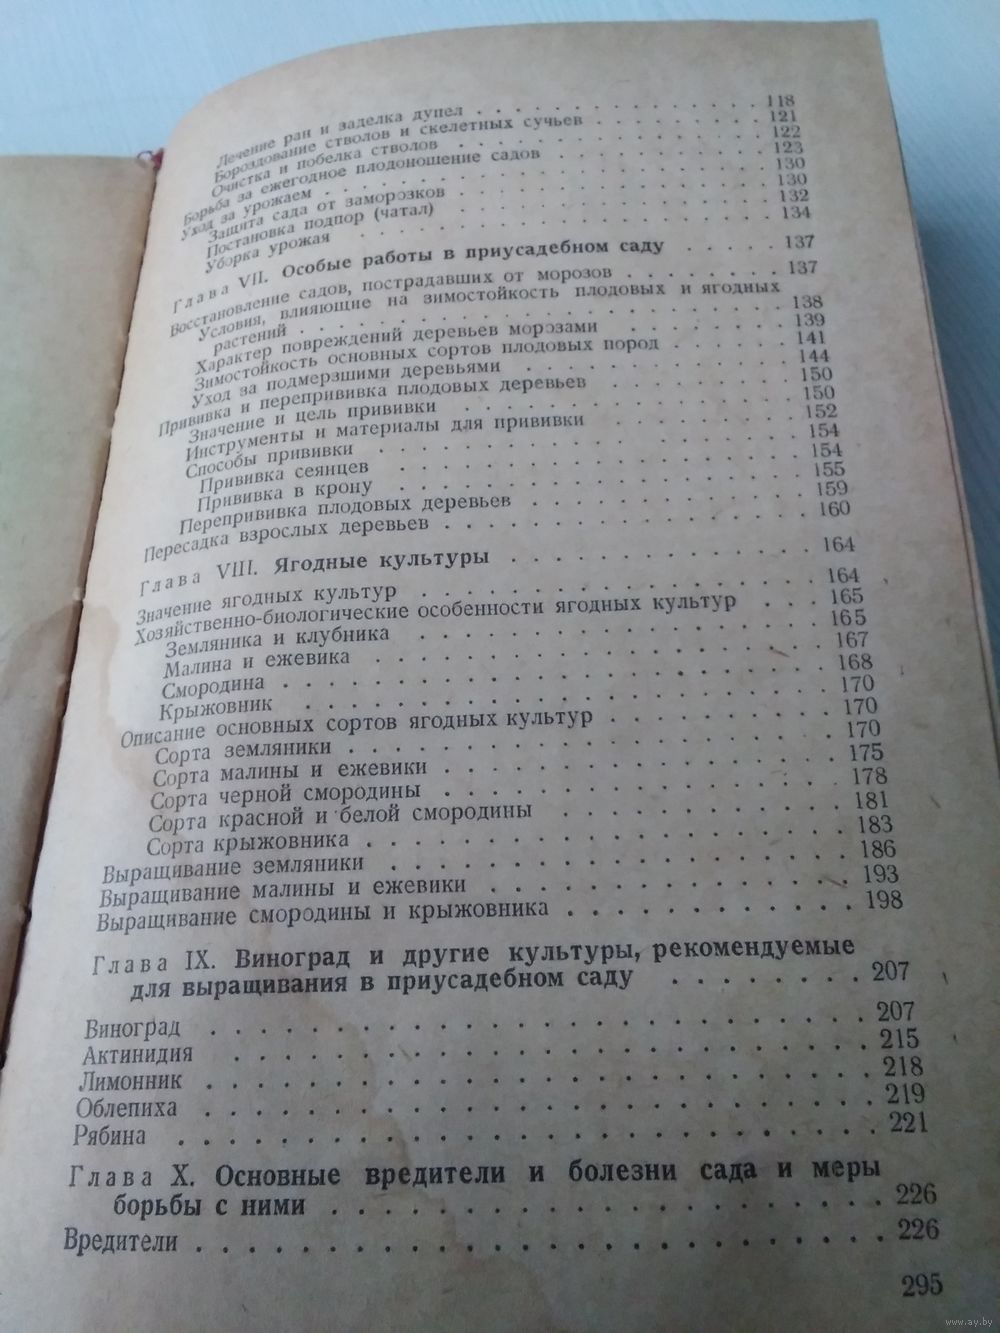 Лечение ран и заделка дупел . . . . . . . . . . . . 118
Бороздование стволов и скелетных сучьев . . . . . . . 121
Очистка и побелка стволов . . . . . . . . . . . . 122
Борьба за ежегодное плодоношение садов . . . . . . . . 123
Уход за урожаем . . . . . . . . . . . . . . . . 130
Защита сада от заморозков . . . . . . . . . . . . 130
Постановка подпор (чатал) . . . . . . . . . . . . 132
Уборка урожая . . . . . . . . . . . . . . . . 134
Глава VII. Особые работы в приусадебном саду . . . . . 137
Восстановление садов, пострадавших от морозов . . . . . . . 137
Условия, влияющие на зимостойкость плодовых и ягодных
растений . . . . . . . . . . . . . . . . . . 138
Характер повреждений деревьев морозами . . . . . . . . 139
Зимостойкость основных сортов плодовых пород . . . . . . 141
Уход за подмерзшими деревьями . . . . . . . . . . . 144
Прививка и перепрививка плодовых деревьев . . . . . . . . 150
Значение и цель прививки . . . . . . . . . . . . 150
Инструменты и материалы для прививки . . . . . . . . 152
Способы прививки . . . . . . . . . . . . . . . 154
Прививка сеянцев . . . . . . . . . . . . . . . 154
Прививка в крону . . . . . . . . . . . . . . . 155
Перепрививка плодовых деревьев . . . . . . . . . . 159
Пересадка взрослых деревьев . . . . . . . . . . . . . 160
Глава VIII. Ягодные культуры . . . . . . . . . . . 164
Значение ягодных культур . . . . . . . . . . . . . . 164
Хозяйственно-биологические особенности ягодных культур . . . 165
Земляника и клубника . . . . . . . . . . . . . . 165
Малина и ежевика . . . . . . . . . . . . . . . 167
Смородина . . . . . . . . . . . . . . . . . . 168
Крыжовник . . . . . . . . . . . . . . . . . . 170
Описание основных сортов ягодных культур . . . . . . . . 170
Сорта земляники . . . . . . . . . . . . . . . . 170
Сорта малины и ежевики . . . . . . . . . . . . . 175
Сорта черной смородины . . . . . . . . . . . . . 178
Сорта красной и белой смородины . . . . . . . . . 181
Сорта крыжовника . . . . . . . . . . . . . . . 183
Выращивание земляники . . . . . . . . . . . . . . . 186
Выращивание малины и ежевики . . . . . . . . . . . . 193
Выращивание смородины и крыжовника . . . . . . . . . . 198
Глава IX. Виноград и другие культуры, рекомендуемые
для выращивания в приусадебном саду . . . . . . . 207
Виноград . . . . . . . . . . . . . . . . . . . . 207
Актинидия . . . . . . . . . . . . . . . . . . . 215
Лимонник . . . . . . . . . . . . . . . . . . . . 218
Облепиха . . . . . . . . . . . . . . . . . . . . 219
Рябина . . . . . . . . . . . . . . . . . . . . . 221
Глава X. Основные вредители и болезни сада и меры
борьбы с ними . . . . . . . . . . . . . . . . . 226
Вредители . . . . . . . . . . . . . . . . . . . . 226
295
www.ay.by